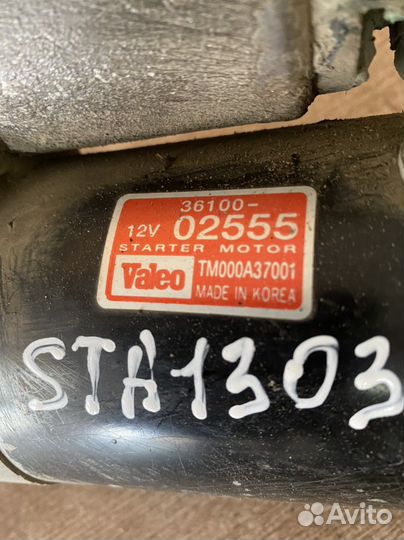 36100-
12V 02555
STARTER MOTOR
Valeo TM000A37001
MADE IN KOREA
STA1303
Avito